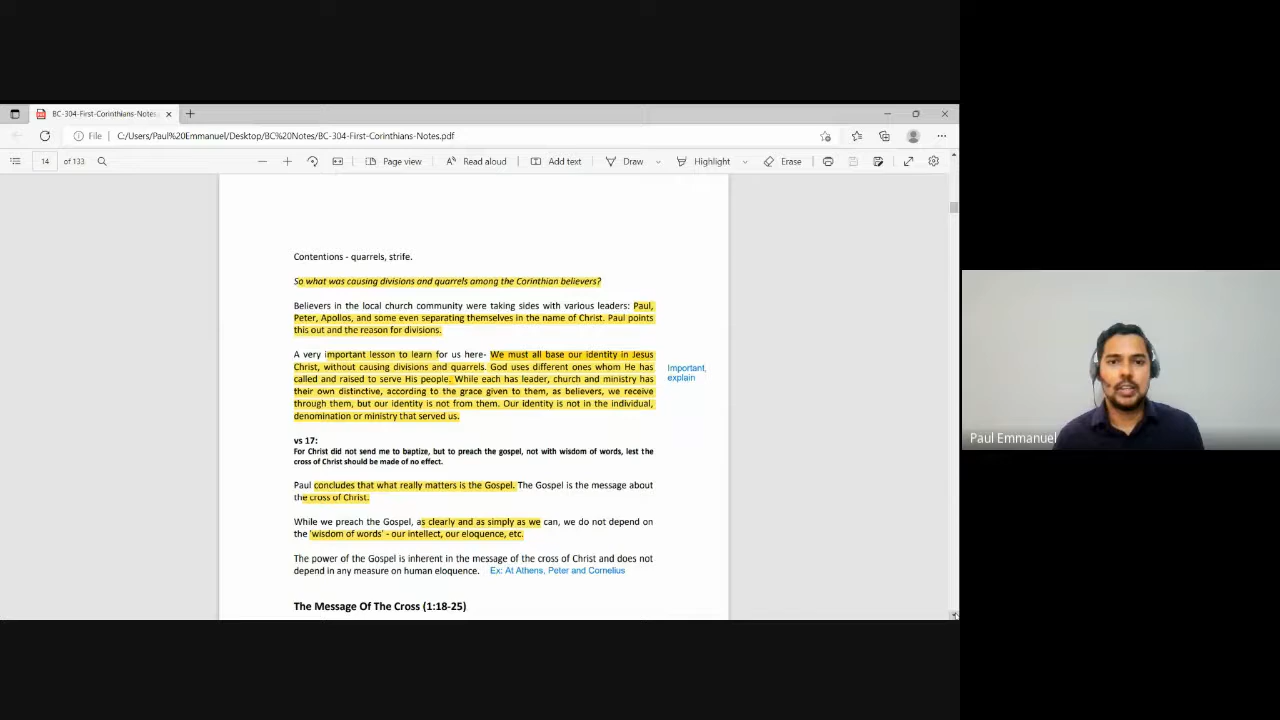 BC-304-First-Corinthians-Notes.
File
C:/Users/Paul%20Emmanuel/Desktop/BC%20Notes/BC-304-First-Corinthians-Notes.pdf
14 of 133
Page view
Read aloud
Add text
Draw
Highlight
Erase
Contentions - quarrels, strife.
So what was causing divisions and quarrels among the Corinthian believers?
Believers in the local church community were taking sides with various leaders: Paul,
Peter, Apollos, and some even separating themselves in the name of Christ. Paul points
this out and the reason for divisions.
A very important lesson to learn for us here- We must all base our identity in Jesus
Christ, without causing divisions and quarrels. God uses different ones whom He has
called and raised to serve His people. While each has leader, church and ministry has
their own distinctive, according to the grace given to them, as believers, we receive
through them, but our identity is not from them. Our identity is not in the individual,
denomination or ministry that served us.
Important,
explain
vs 17:
For Christ did not send me to baptize, but to preach the gospel, not with wisdom of words, lest the
cross of Christ should be made of no effect.
Paul concludes that what really matters is the Gospel. The Gospel is the message about
the cross of Christ.
While we preach the Gospel, as clearly and as simply as we can, we do not depend on
the 'wisdom of words' - our intellect, our eloquence, etc.
The power of the Gospel is inherent in the message of the cross of Christ and does not
depend in any measure on human eloquence. Ex: At Athens, Peter and Cornelius
The Message Of The Cross (1:18-25)
Paul Emmanuel